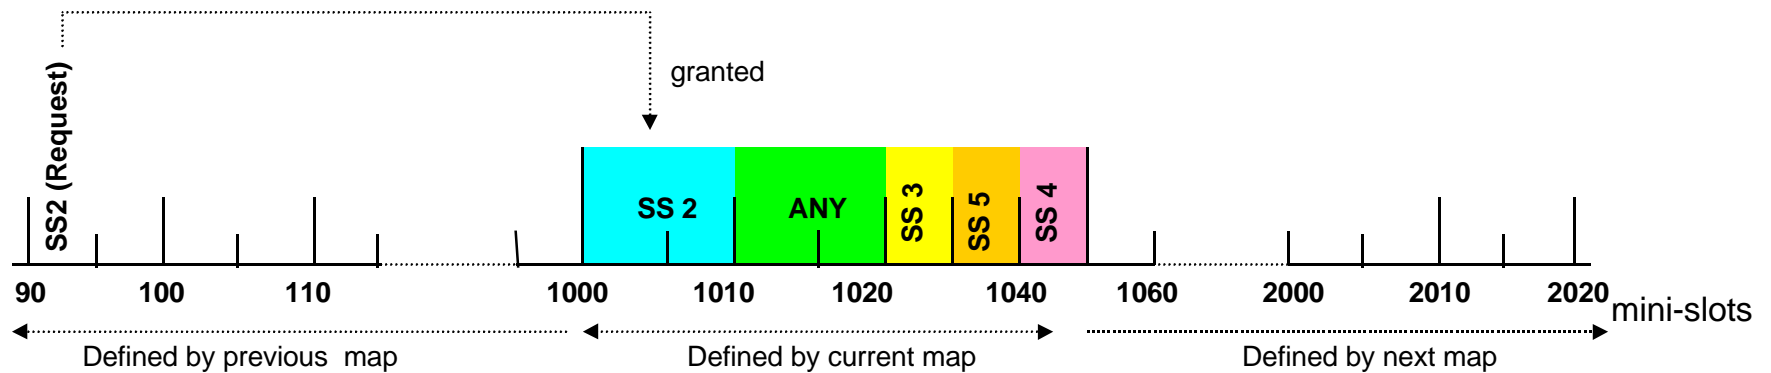 granted
SS2 (Request)
SS 2
ANY
SS 3
SS 5
SS 4
90 100 110 1000 1010 1020 1040 1060 2000 2010 2020
mini-slots
Defined by previous map Defined by current map Defined by next map